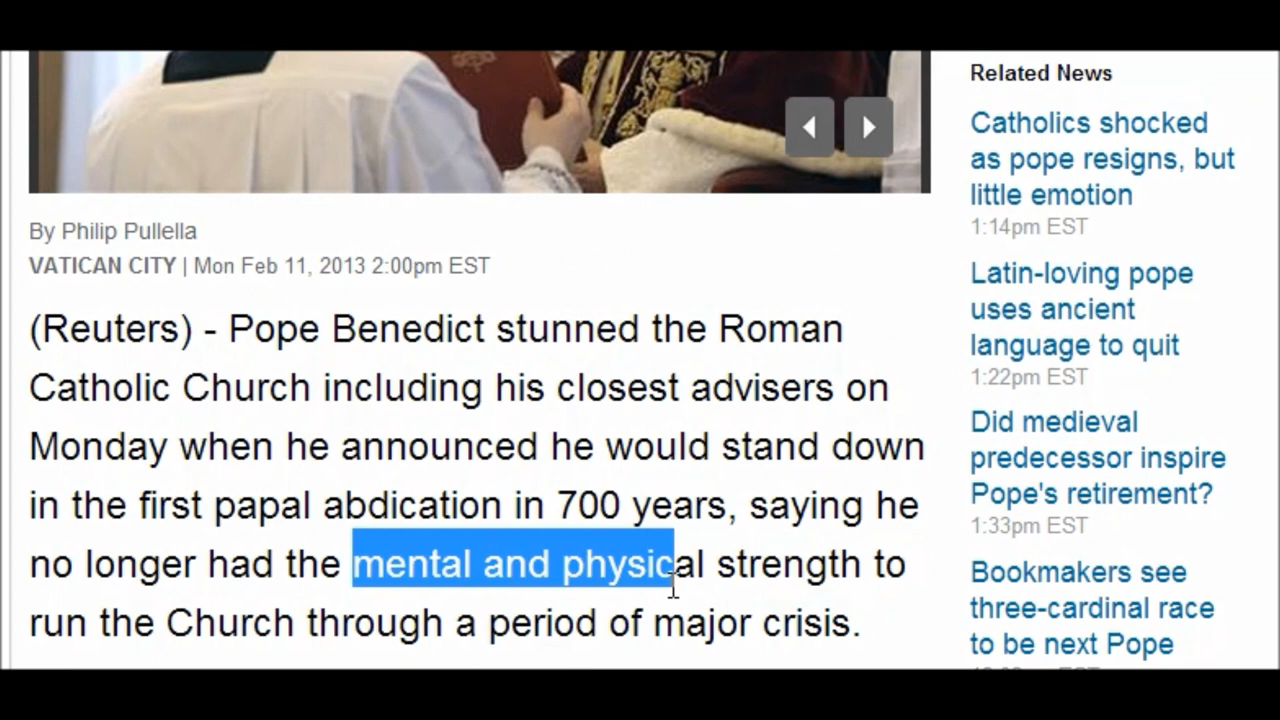 By Philip Pullella
VATICAN CITY | Mon Feb 11, 2013 2:00pm EST
(Reuters) - Pope Benedict stunned the Roman
Catholic Church including his closest advisers on
Monday when he announced he would stand down
in the first papal abdication in 700 years, saying he
no longer had the mental and physical strength to
run the Church through a period of major crisis.
Related News
Catholics shocked
as pope resigns, but
little emotion
1:14pm EST
Latin-loving pope
uses ancient
language to quit
1:22pm EST
Did medieval
predecessor inspire
Pope's retirement?
1:33pm EST
Bookmakers see
three-cardinal race
to be next Pope